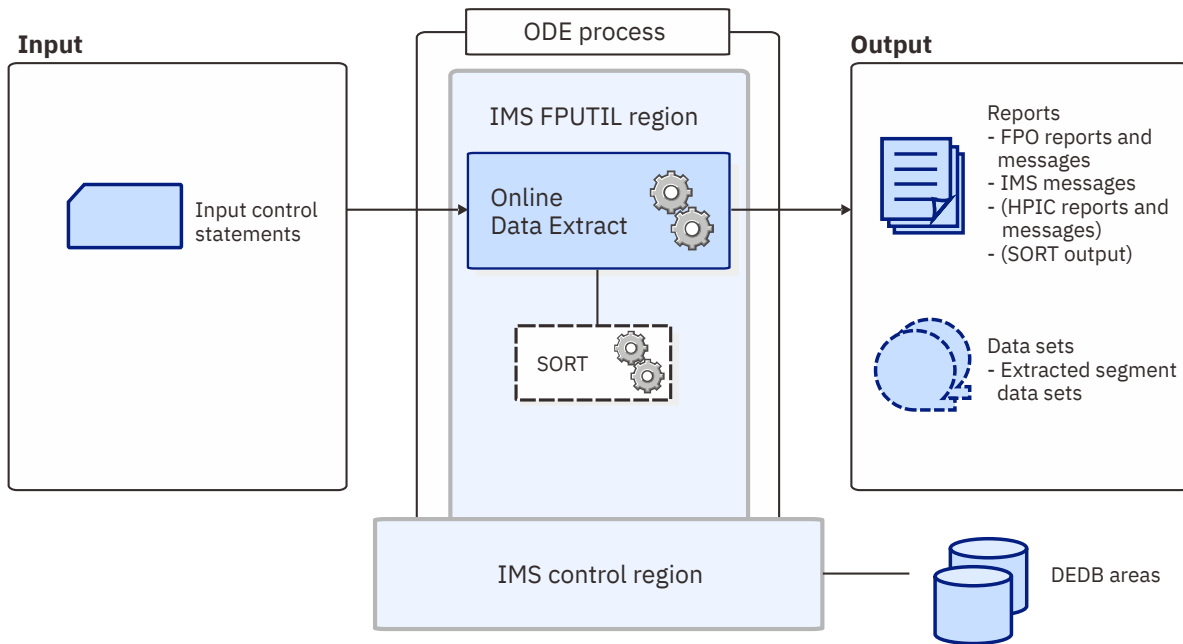 ODE process
Input
Output
IMS FPUTIL region
Input control
statements
Online
Data Extract
SORT
Reports
- FPO reports and
messages
- IMS messages
- (HPIC reports and
messages)
- (SORT output)
Data sets
- Extracted segment
data sets
IMS control region
DEDB areas